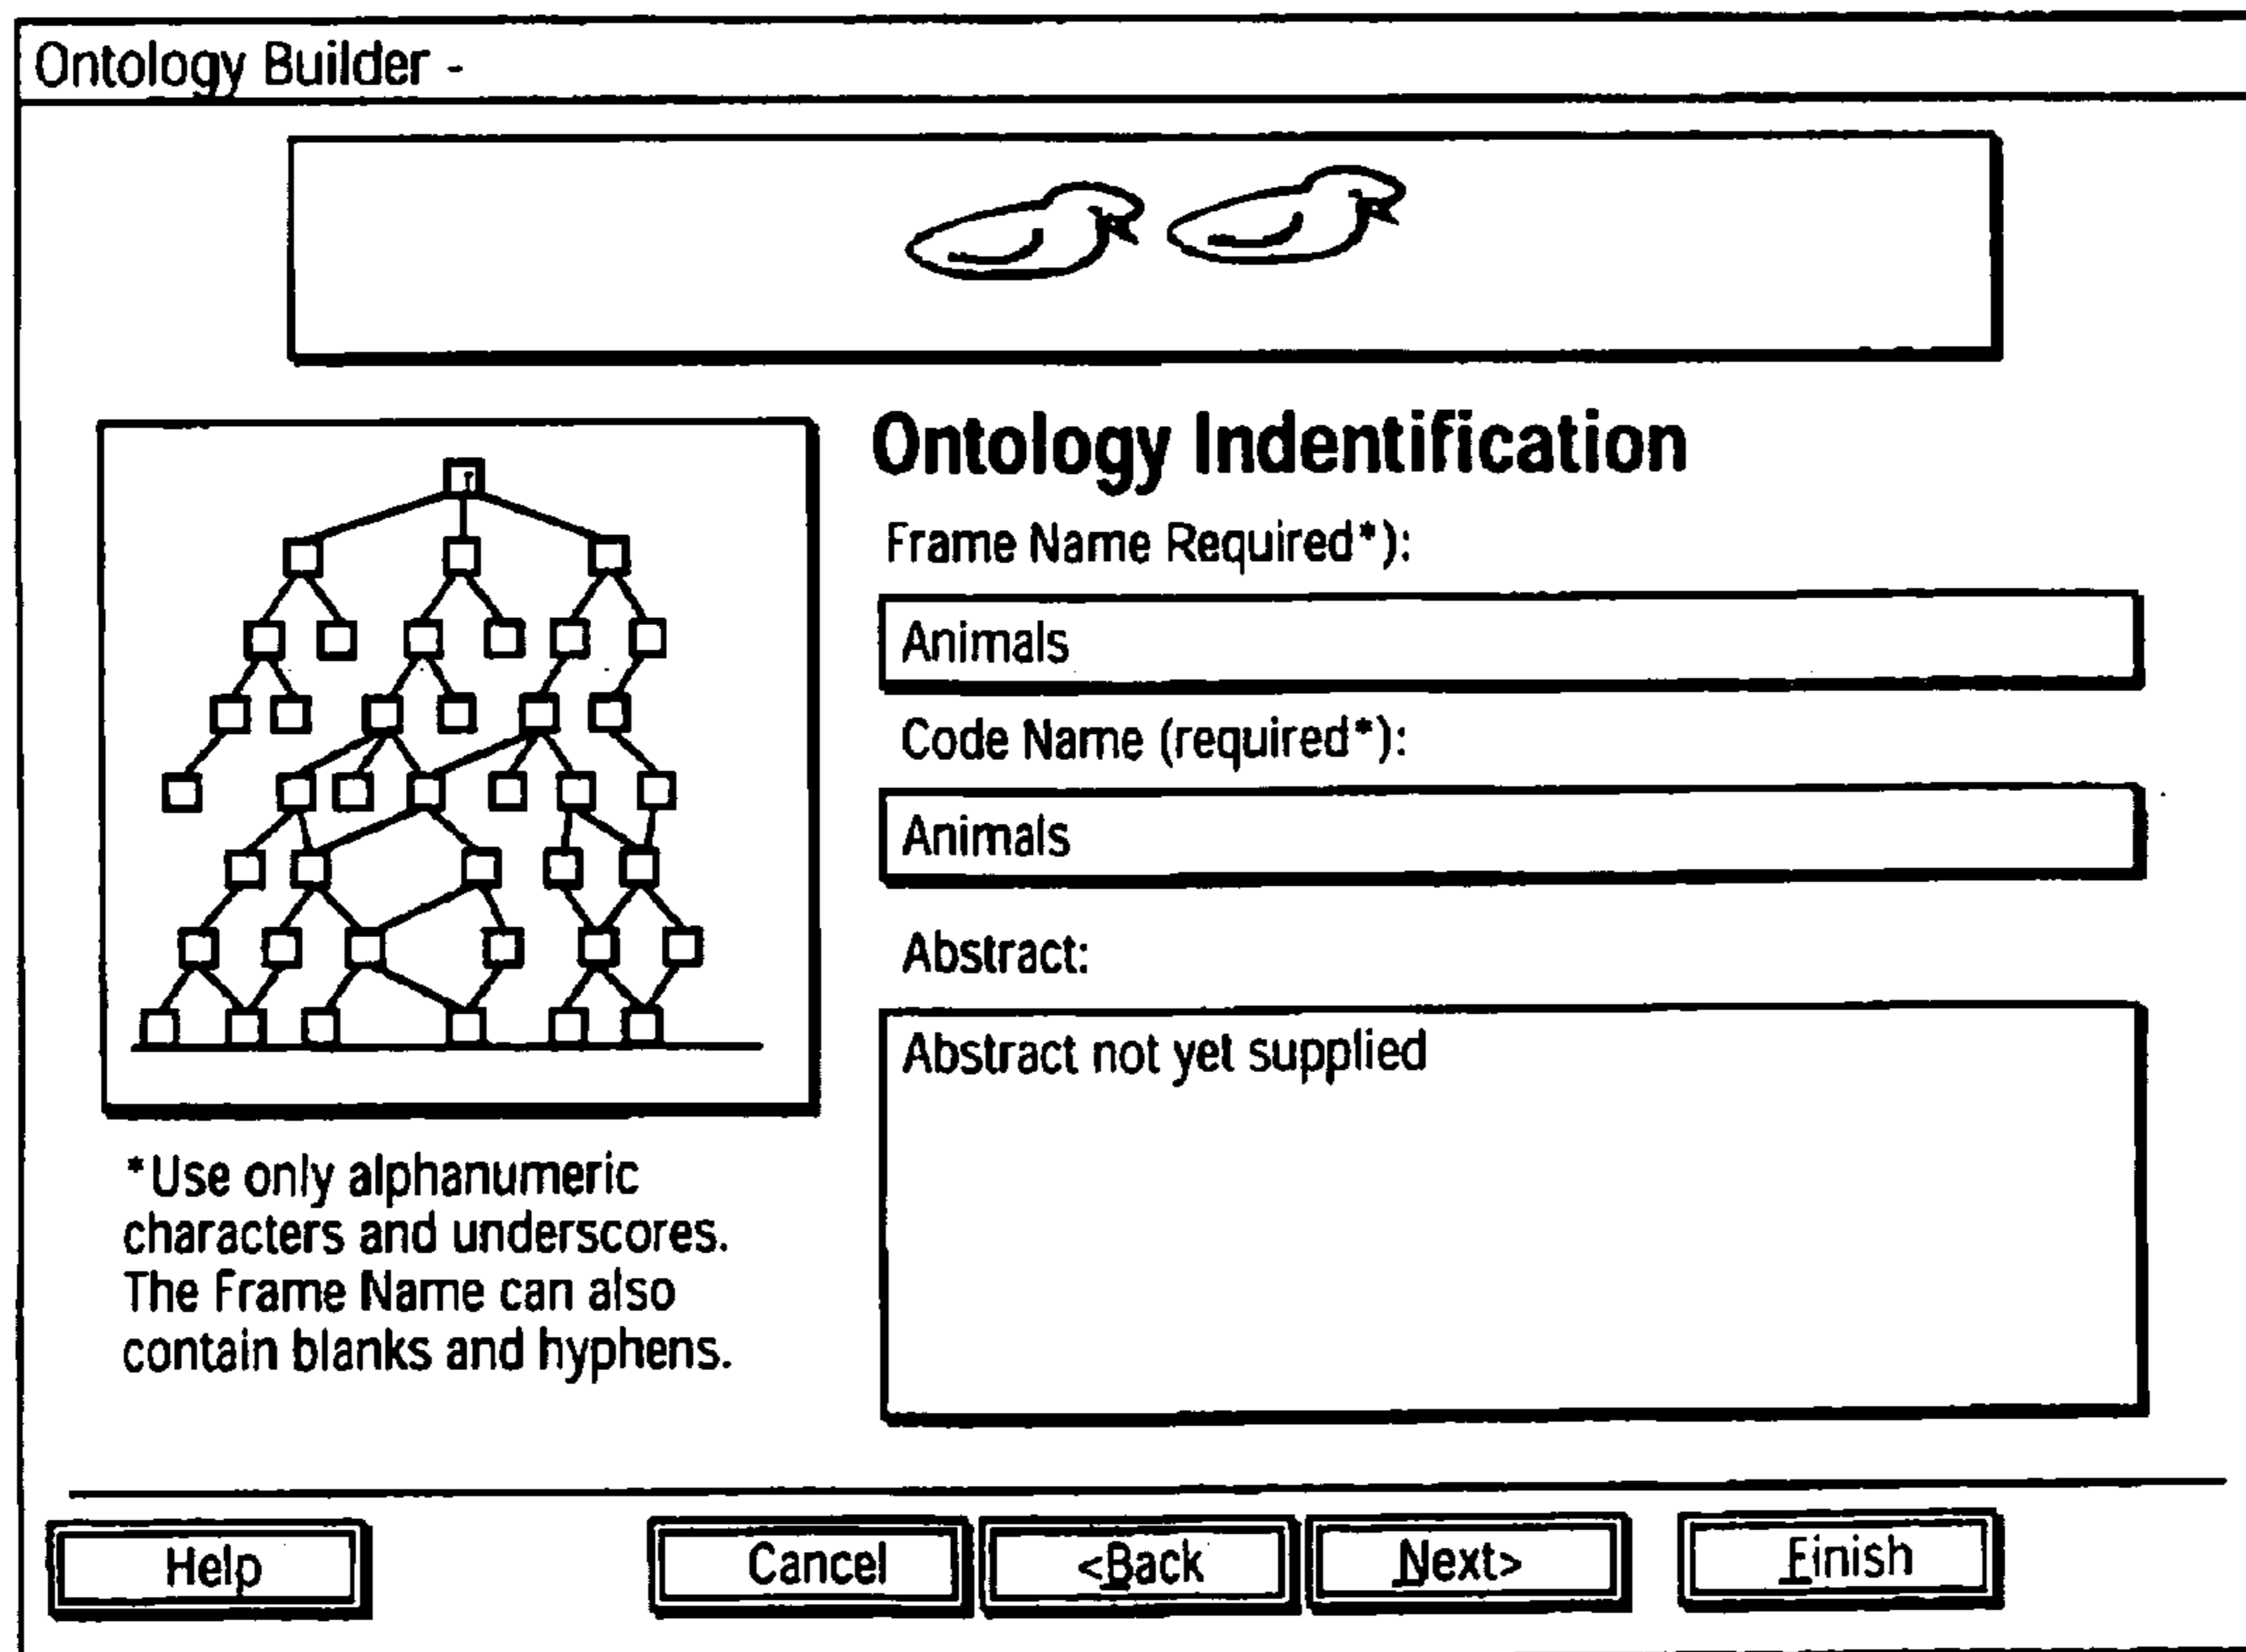 Ontology Builder -
Ontology Indentification
Frame Name Required*):
Animals
Code Name (required*):
Animals
Abstract:
Abstract not yet supplied
*Use only alphanumeric
characters and underscores.
The Frame Name can also
contain blanks and hyphens.
Help
Cancel
<Back
Next>
Finish